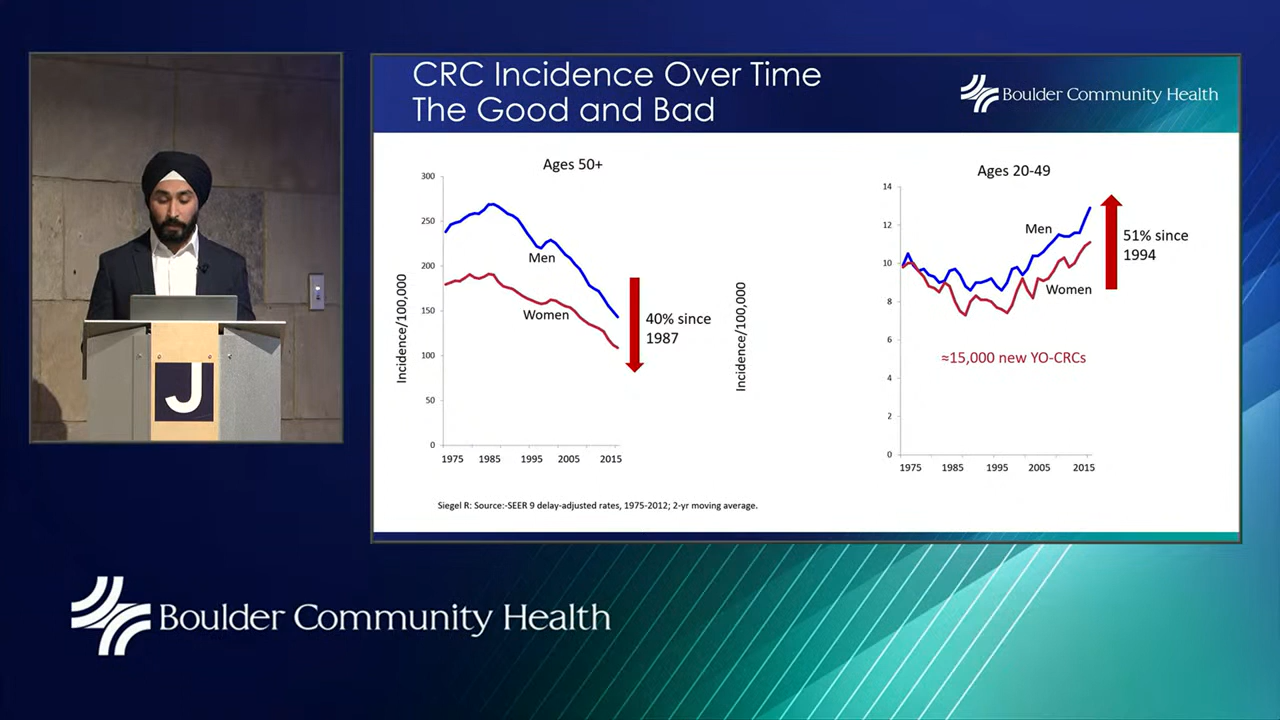 CRC Incidence Over Time
The Good and Bad
Boulder Community Health
Ages 50+
300
250
200
150
100
50
0
Incidence/100,000
Men
Women
40% since
1987
1975
1985
1995
2005
2015
Ages 20-49
14
12
10
8
6
4
2
0
Incidence/100,000
Men
Women
51% since
1994
≈15,000 new YO-CRCs
1975
1985
1995
2005
2015
Siegel R: Source:-SEER 9 delay-adjusted rates, 1975-2012; 2-yr moving average.
J
Boulder Community Health